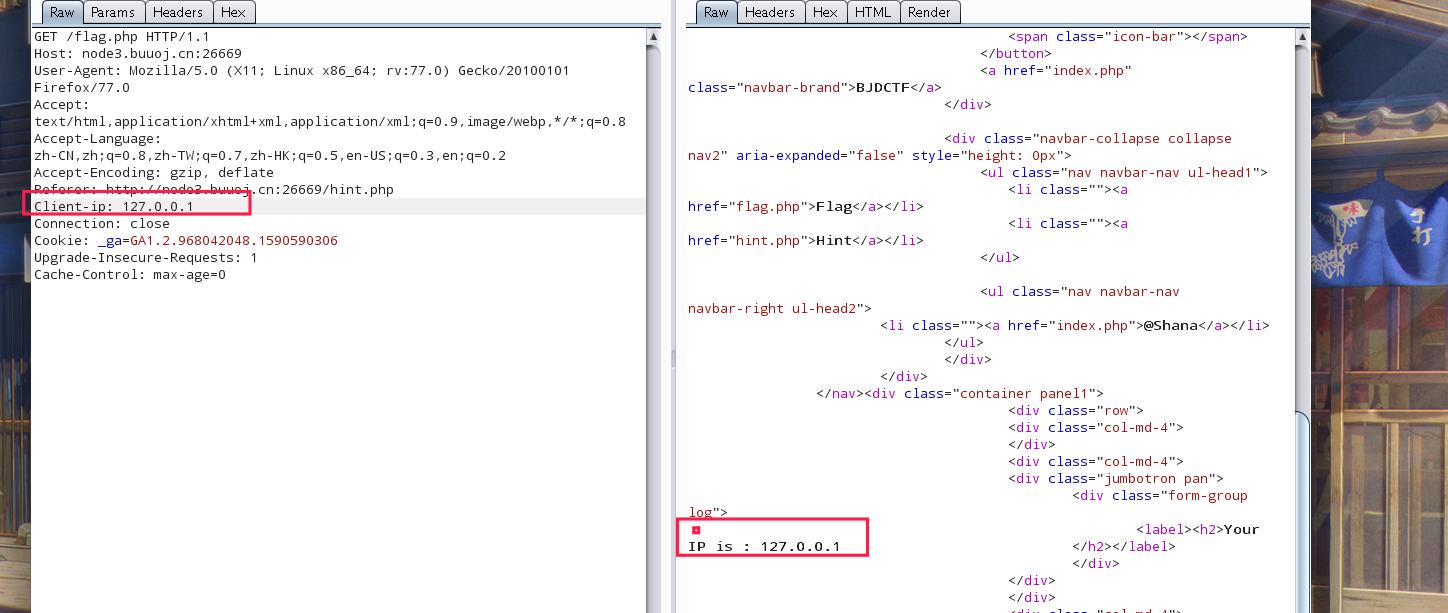 Raw Params Headers Hex
GET /flag.php HTTP/1.1
Host: node3.buuoj.cn:26669
User-Agent: Mozilla/5.0 (X11; Linux x86_64; rv:77.0) Gecko/20100101
Firefox/77.0
Accept:
text/html,application/xhtml+xml,application/xml;q=0.9,image/webp,*/*;q=0.8
Accept-Language:
zh-CN,zh;q=0.8,zh-TW;q=0.7,zh-HK;q=0.5,en-US;q=0.3,en;q=0.2
Accept-Encoding: gzip, deflate
Referer: http://node3.buuoj.cn:26669/hint.php
Client-ip: 127.0.0.1
Connection: close
Cookie: _ga=GA1.2.968042048.1590590306
Upgrade-Insecure-Requests: 1
Cache-Control: max-age=0
Raw Headers Hex HTML Render
<span class="icon-bar"></span>
</button>
<a href="index.php"
class="navbar-brand">BJDCTF</a>
</div>
<div class="navbar-collapse collapse
nav2" aria-expanded="false" style="height: 0px">
<ul class="nav navbar-nav ul-head1">
<li class=""><a
href="flag.php">Flag</a></li>
<li class=""><a
href="hint.php">Hint</a></li>
</ul>
<ul class="nav navbar-nav
navbar-right ul-head2">
<li class=""><a href="index.php">@Shana</a></li>
</ul>
</div>
</div>
</nav><div class="container panel1">
<div class="row">
<div class="col-md-4">
</div>
<div class="col-md-4">
<div class="jumbotron pan">
<div class="form-group
log">
<label><h2>Your
IP is : 127.0.0.1 </h2></label>
</div>
</div>
</div>
<div class="col-md-4">
手打